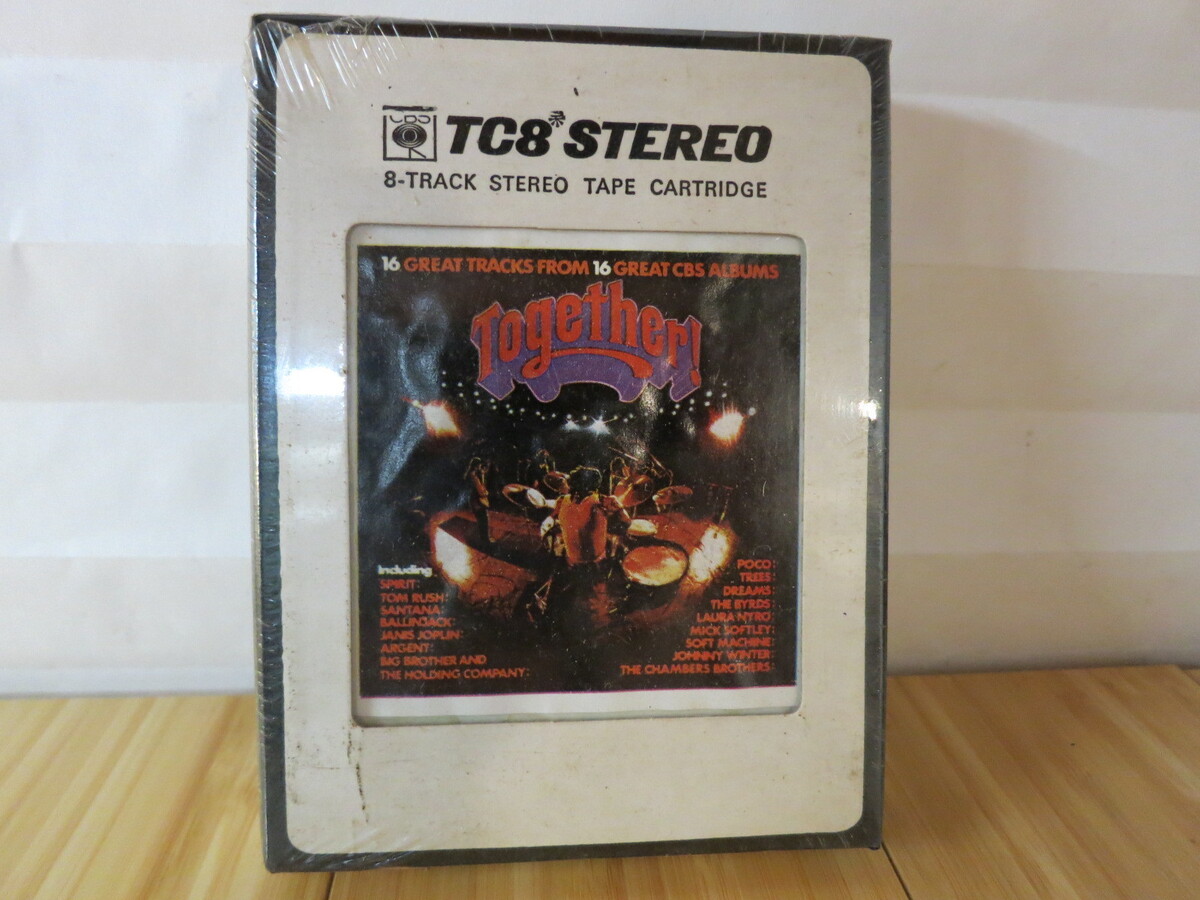 CBS
TC8 STEREO
8-TRACK STEREO TAPE CARTRIDGE
16 GREAT TRACKS FROM 16 GREAT CBS ALBUMS
Together!
Including
SPIRIT:
TOM RUSH:
SANTANA:
BALLINJACK:
JANIS JOPLIN:
ARGENT:
BIG BROTHER AND
THE HOLDING COMPANY:
POCO:
TREES:
DREAMS:
THE BYRDS:
LAURA NYRO:
MICK SOFTLEY:
SOFT MACHINE:
JOHNNY WINTER:
THE CHAMBERS BROTHERS: